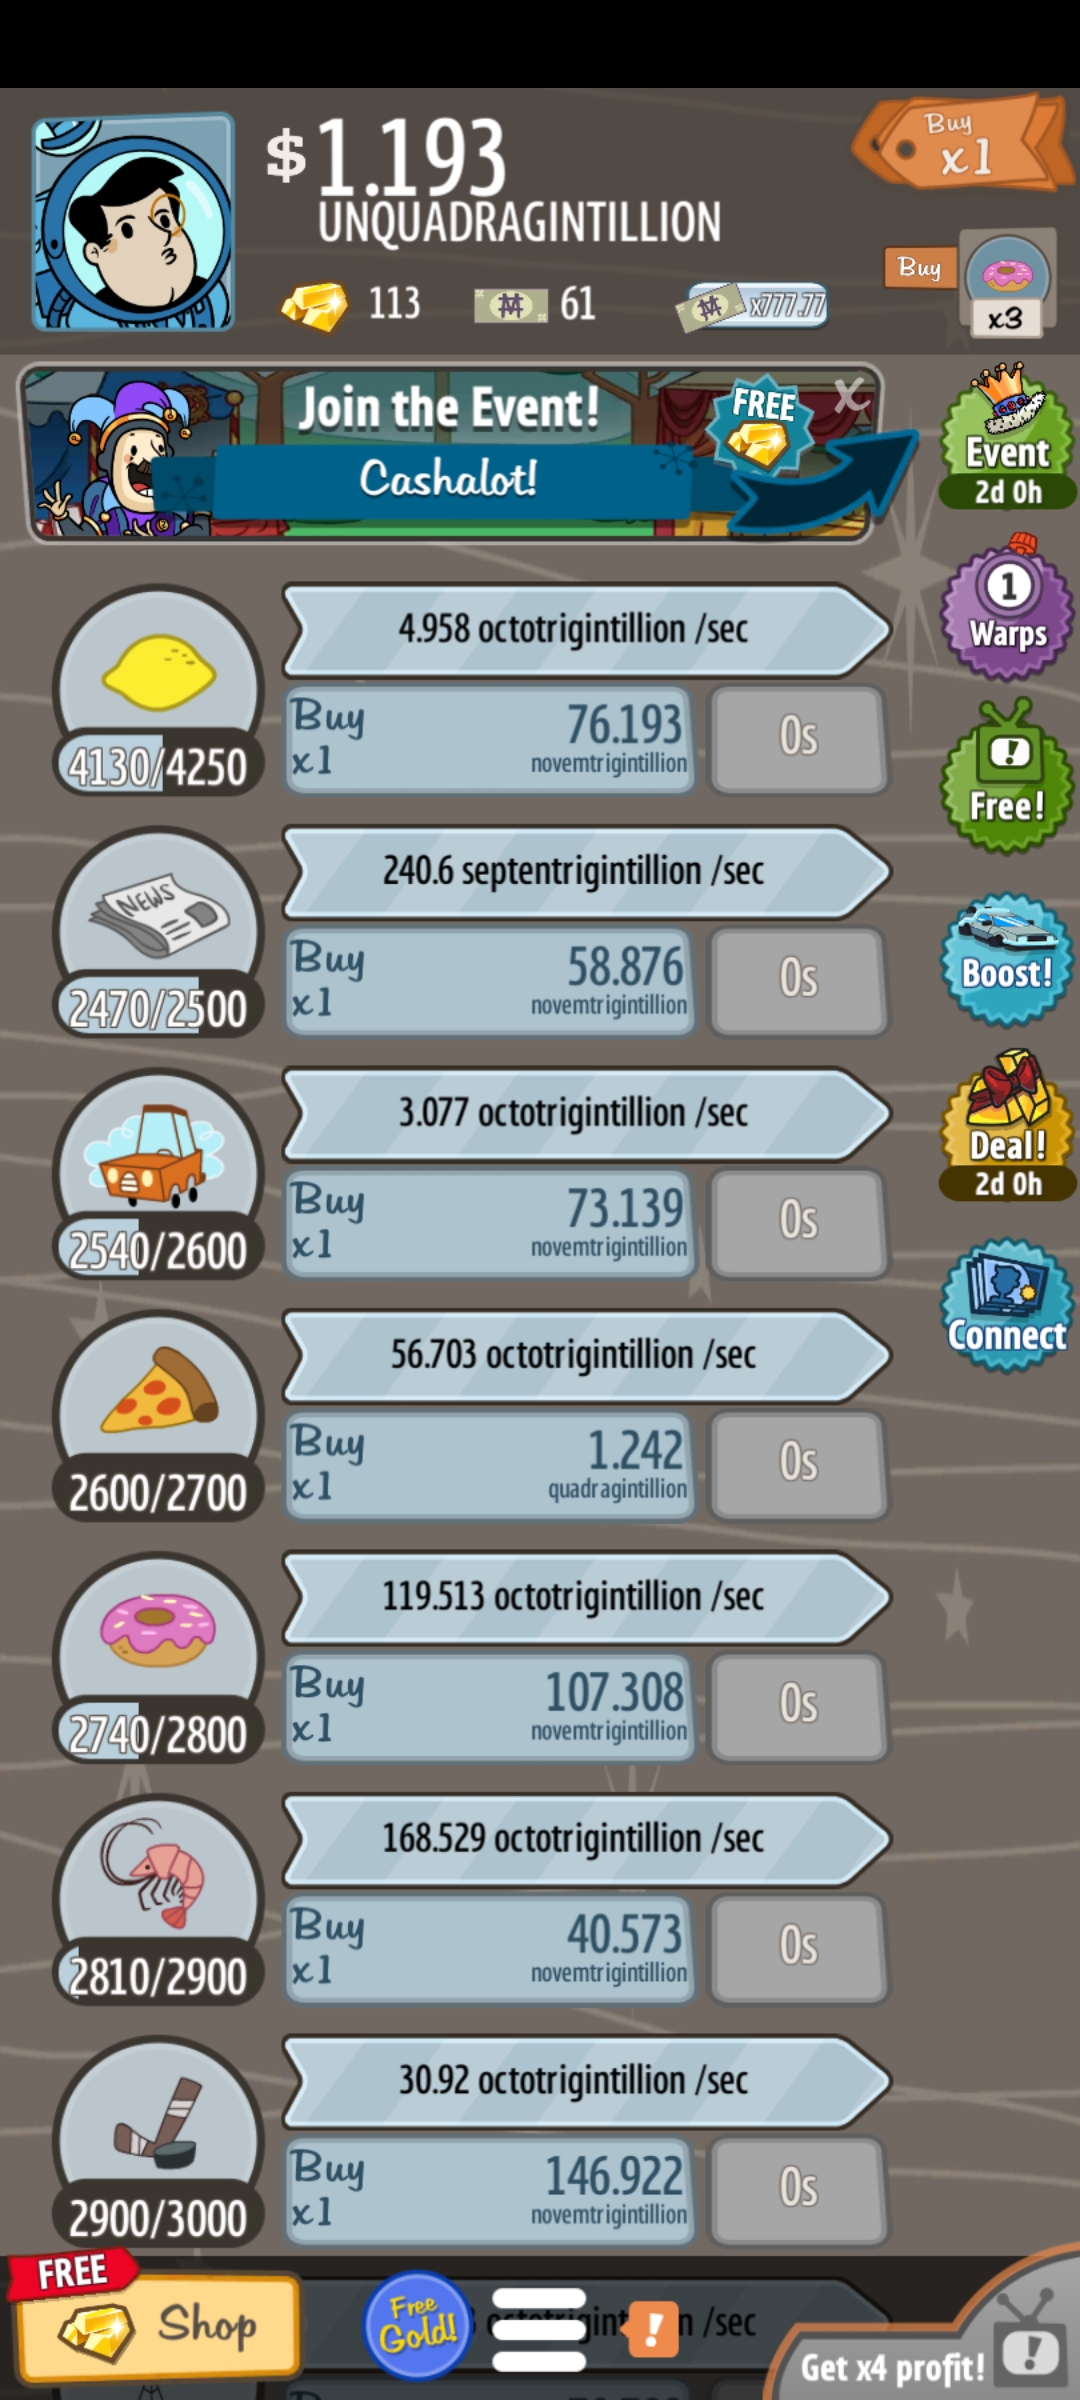 $1.193
UNQUADRAGINTILLION
Buy
x1
113
61
x777.77
Buy
x3
Join the Event!
FREE
X
Cashalot!
Event
2d 0h
4.958 octotrigintillion /sec
1
Warps
4130/4250
Buy
x1
76.193
novemtrigintillion
0s
!
Free!
NEWS
240.6 septentrigintillion /sec
2470/2500
Buy
x1
58.876
novemtrigintillion
0s
Boost!
3.077 octotrigintillion /sec
Deal!
2d 0h
2540/2600
Buy
x1
73.139
novemtrigintillion
0s
Connect
56.703 octotrigintillion /sec
2600/2700
Buy
x1
1.242
quadragintillion
0s
119.513 octotrigintillion /sec
2740/2800
Buy
x1
107.308
novemtrigintillion
0s
168.529 octotrigintillion /sec
2810/2900
Buy
x1
40.573
novemtrigintillion
0s
30.92 octotrigintillion /sec
2900/3000
Buy
x1
146.922
novemtrigintillion
0s
FREE
Shop
Free
Gold!
!
/sec
Get x4 profit!
!
Buy